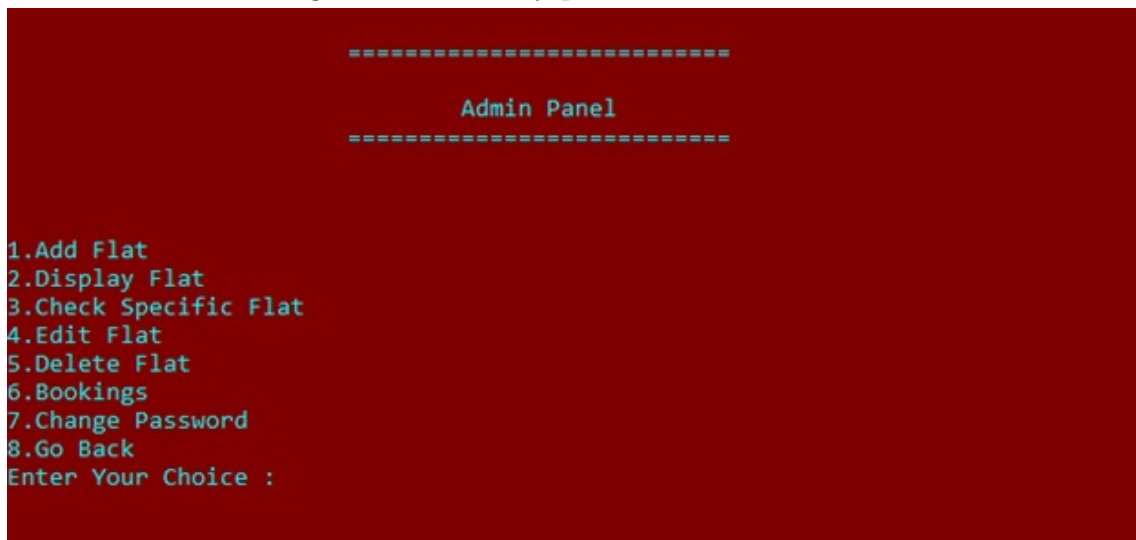 ===========================
Admin Panel
===========================
1.Add Flat
2.Display Flat
3.Check Specific Flat
4.Edit Flat
5.Delete Flat
6.Bookings
7.Change Password
8.Go Back
Enter Your Choice :